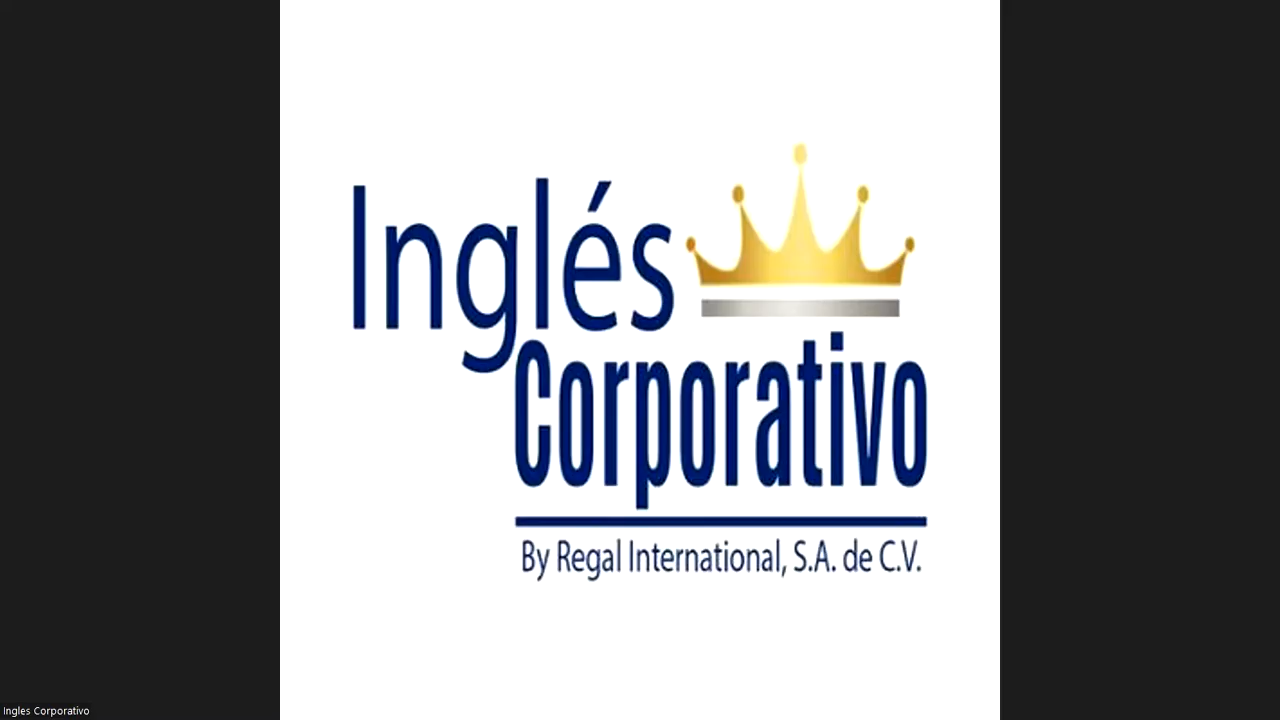 Inglés
Corporativo
By Regal International, S.A. de C.V.
Ingles Corporativo